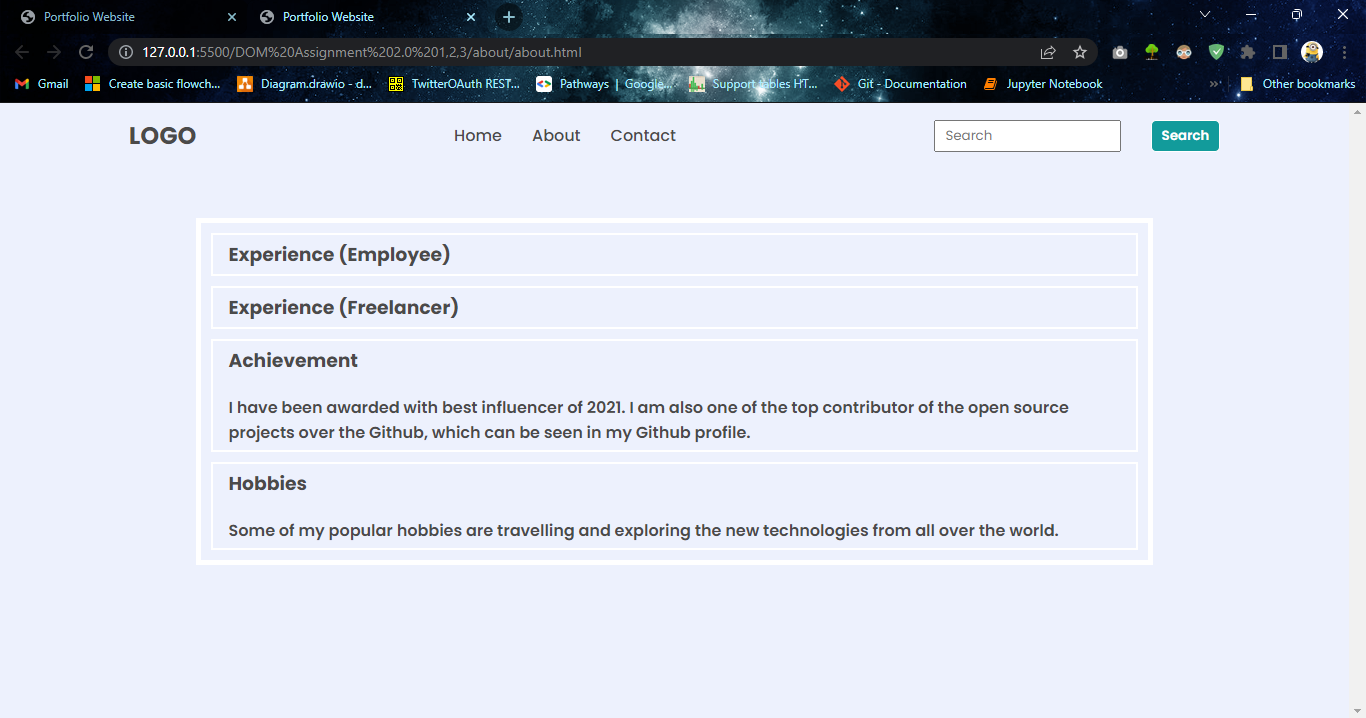 Portfolio Website
Portfolio Website
127.0.0.1:5500/DOM%20Assignment%202.0%201,2,3/about/about.html
Gmail
Create basic flowch...
Diagram.drawio - d...
TwitterOAuth REST...
Pathways | Google...
Support tables HT...
Git - Documentation
Jupyter Notebook
Other bookmarks
LOGO
Home
About
Contact
Search
Search
Experience (Employee)
Experience (Freelancer)
Achievement
I have been awarded with best influencer of 2021. I am also one of the top contributor of the open source
projects over the Github, which can be seen in my Github profile.
Hobbies
Some of my popular hobbies are travelling and exploring the new technologies from all over the world.